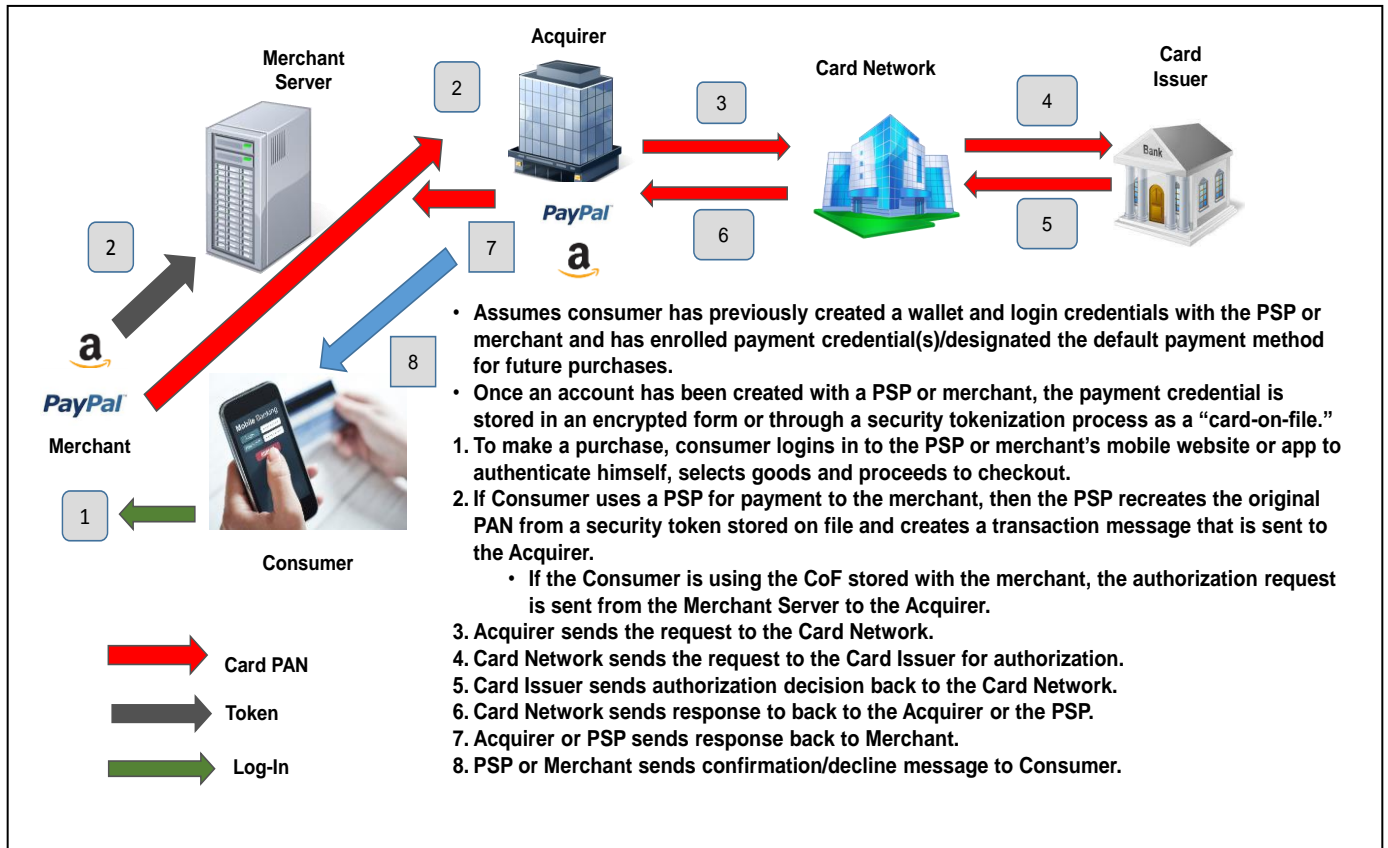 Acquirer
Merchant
Server
Card Network
Card
Issuer
2
3
4
Bank
PayPal
a
6
5
2
7
a
8
PayPal
Merchant
Mobile Banking
1
Consumer
• Assumes consumer has previously created a wallet and login credentials with the PSP or
merchant and has enrolled payment credential(s)/designated the default payment method
for future purchases.
• Once an account has been created with a PSP or merchant, the payment credential is
stored in an encrypted form or through a security tokenization process as a “card-on-file.”
1. To make a purchase, consumer logins in to the PSP or merchant’s mobile website or app to
authenticate himself, selects goods and proceeds to checkout.
2. If Consumer uses a PSP for payment to the merchant, then the PSP recreates the original
PAN from a security token stored on file and creates a transaction message that is sent to
the Acquirer.
• If the Consumer is using the CoF stored with the merchant, the authorization request
is sent from the Merchant Server to the Acquirer.
3. Acquirer sends the request to the Card Network.
4. Card Network sends the request to the Card Issuer for authorization.
5. Card Issuer sends authorization decision back to the Card Network.
6. Card Network sends response to back to the Acquirer or the PSP.
7. Acquirer or PSP sends response back to Merchant.
8. PSP or Merchant sends confirmation/decline message to Consumer.
Card PAN
Token
Log-In